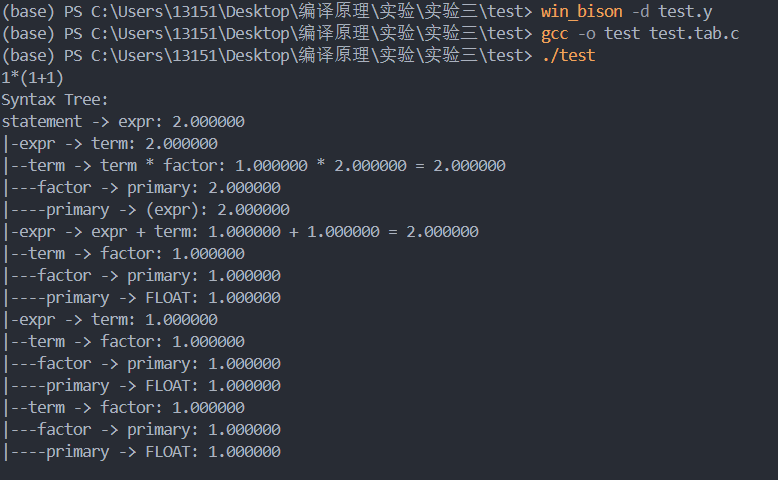 (base) PS C:\Users\13151\Desktop\编译原理\实验\实验三\test> win_bison -d test.y
(base) PS C:\Users\13151\Desktop\编译原理\实验\实验三\test> gcc -o test test.tab.c
(base) PS C:\Users\13151\Desktop\编译原理\实验\实验三\test> ./test
1*(1+1)
Syntax Tree:
statement -> expr: 2.000000
|-expr -> term: 2.000000
|--term -> term * factor: 1.000000 * 2.000000 = 2.000000
|---factor -> primary: 2.000000
|----primary -> (expr): 2.000000
|-expr -> expr + term: 1.000000 + 1.000000 = 2.000000
|--term -> factor: 1.000000
|---factor -> primary: 1.000000
|----primary -> FLOAT: 1.000000
|-expr -> term: 1.000000
|--term -> factor: 1.000000
|---factor -> primary: 1.000000
|----primary -> FLOAT: 1.000000
|--term -> factor: 1.000000
|---factor -> primary: 1.000000
|----primary -> FLOAT: 1.000000